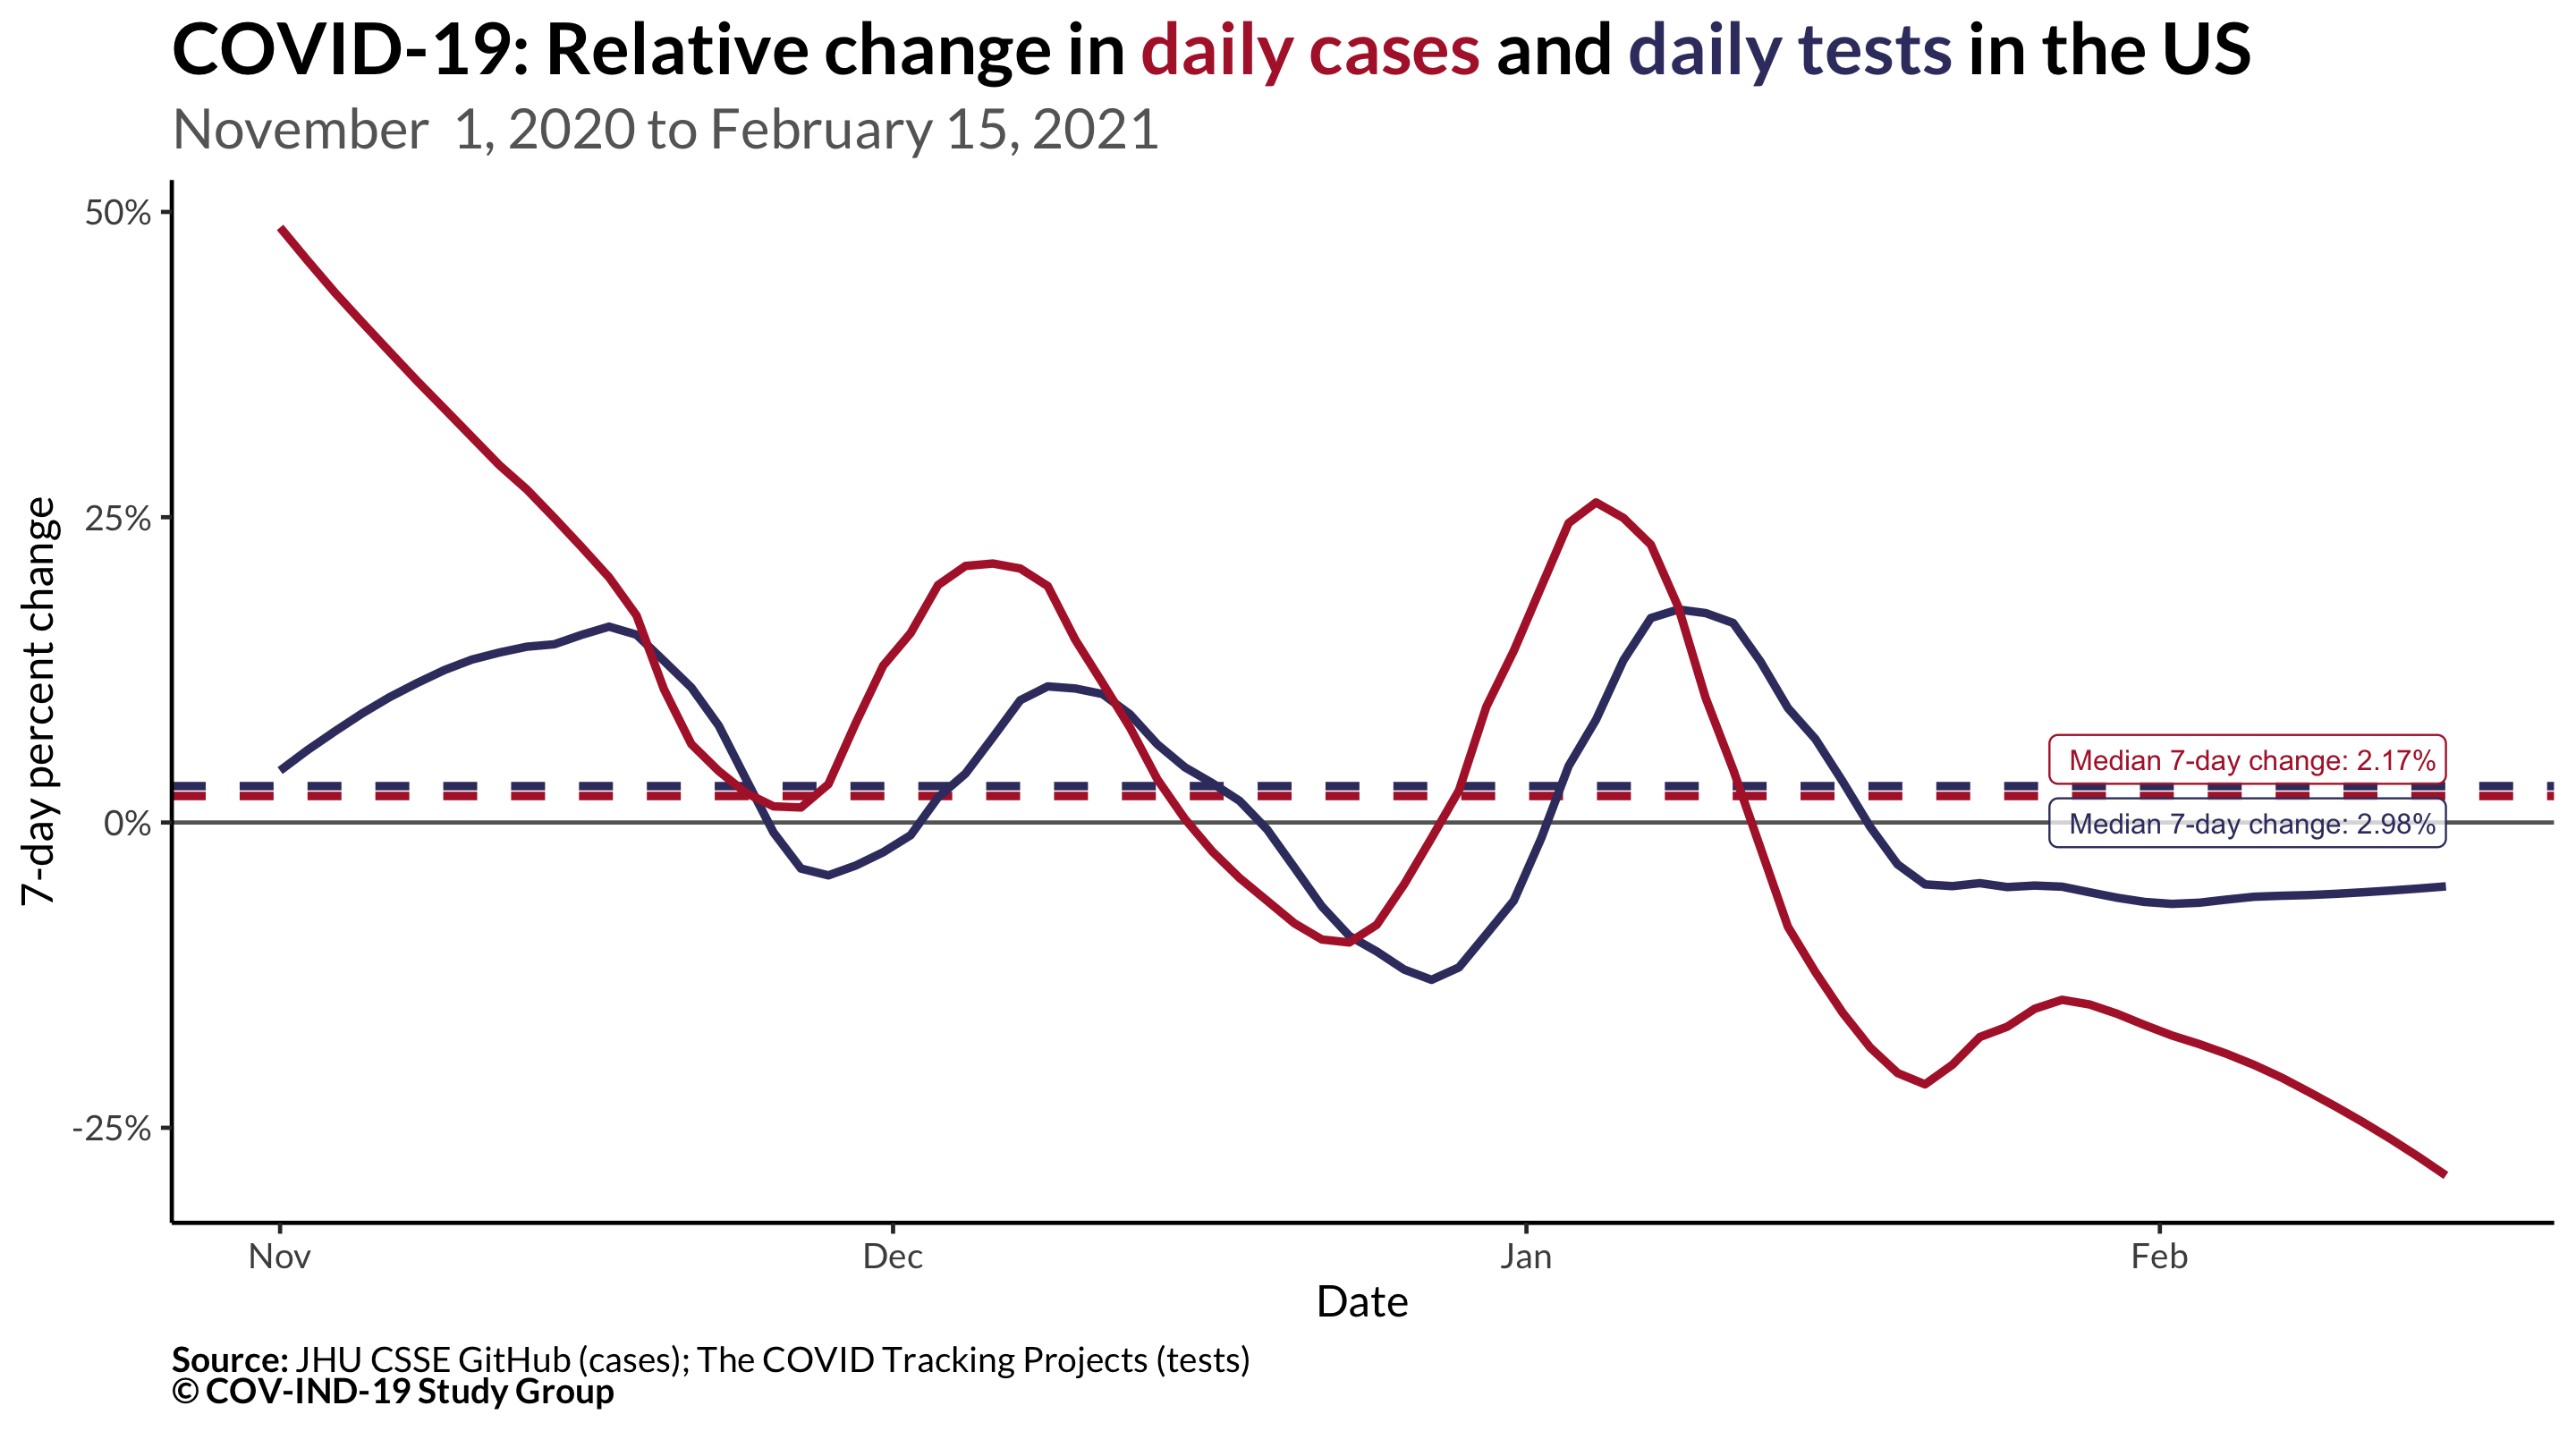 COVID-19: Relative change in daily cases and daily tests in the US
November  1, 2020 to February 15, 2021
7-day percent change
50%
25%
0%
-25%
Median 7-day change: 2.17%
Median 7-day change: 2.98%
Nov
Dec
Jan
Feb
Date
Source: JHU CSSE GitHub (cases); The COVID Tracking Projects (tests)
© COV-IND-19 Study Group